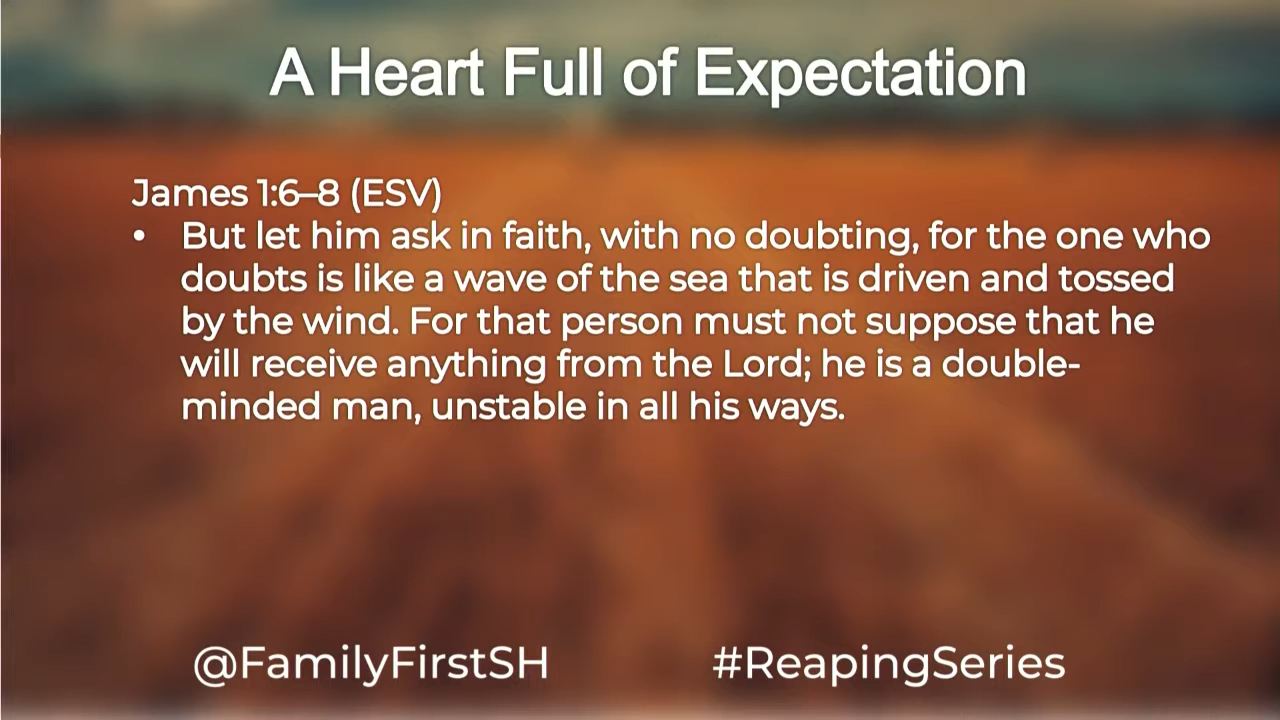 A Heart Full of Expectation
James 1:6–8 (ESV)
• But let him ask in faith, with no doubting, for the one who
doubts is like a wave of the sea that is driven and tossed
by the wind. For that person must not suppose that he
will receive anything from the Lord; he is a double-
minded man, unstable in all his ways.
@FamilyFirstSH #ReapingSeries